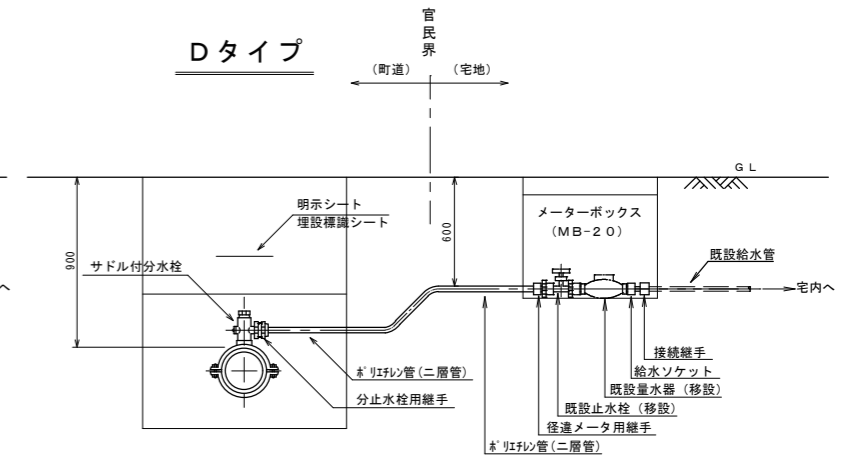 Dタイプ
官民界
(町道)
(宅地)
GL
明示シート
埋設標識シート
メーターボックス
(MB-20)
600
900
サドル付分水栓
既設給水管
へ
宅内へ
接続継手
給水ソケット
既設量水器 (移設)
既設止水栓 (移設)
径違メータ用継手
ポリエチレン管(二層管)
ポリエチレン管(二層管)
分止水栓用継手